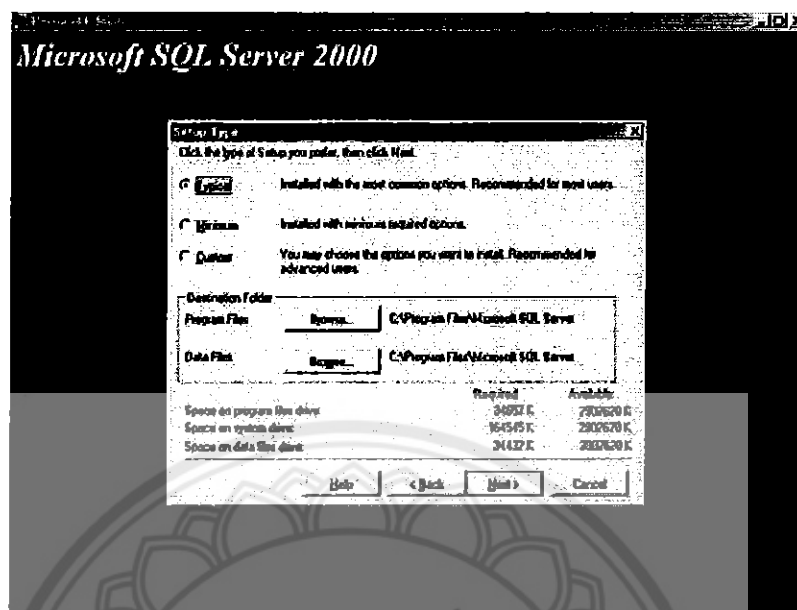 Microsoft SQL Server 2000
Setup Type
Click the type of Setup you prefer, then click Next.
Typical Installed with the most common options. Recommended for most users.
Minimum Installed with minimum required options.
Custom You may choose the options you want to install. Recommended for
advanced users.
Destination Folder
Program Files Browse... C:\Program Files\Microsoft SQL Server
Data Files Browse... C:\Program Files\Microsoft SQL Server
Required Available
Space on program files drive:
Space on system drive:
Space on data files drive:
Help < Back Next > Cancel